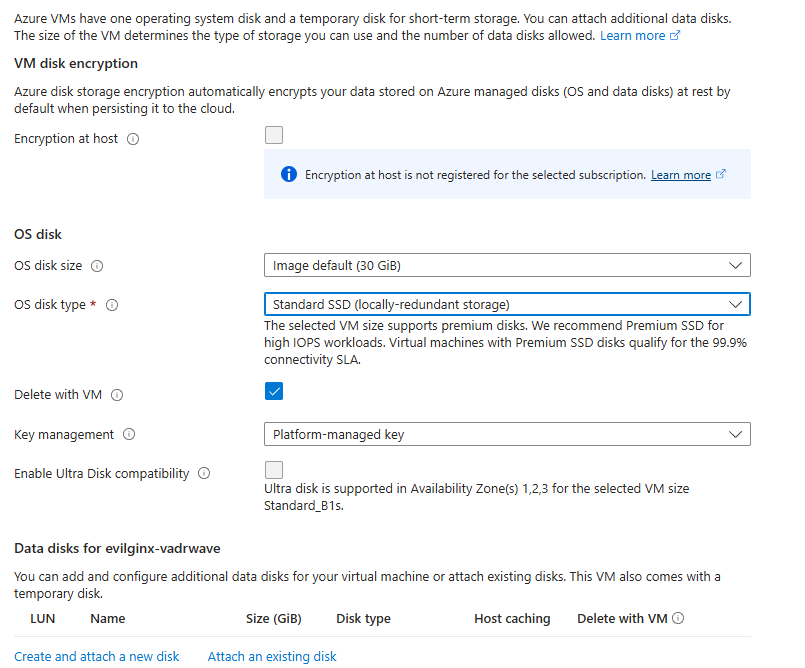 Azure VMs have one operating system disk and a temporary disk for short-term storage. You can attach additional data disks.
The size of the VM determines the type of storage you can use and the number of data disks allowed. Learn more
VM disk encryption
Azure disk storage encryption automatically encrypts your data stored on Azure managed disks (OS and data disks) at rest by
default when persisting it to the cloud.
Encryption at host
Encryption at host is not registered for the selected subscription. Learn more
OS disk
OS disk size
Image default (30 GiB)
OS disk type *
Standard SSD (locally-redundant storage)
The selected VM size supports premium disks. We recommend Premium SSD for
high IOPS workloads. Virtual machines with Premium SSD disks qualify for the 99.9%
connectivity SLA.
Delete with VM
Key management
Platform-managed key
Enable Ultra Disk compatibility
Ultra disk is supported in Availability Zone(s) 1,2,3 for the selected VM size
Standard_B1s.
Data disks for evilginx-vadrwave
You can add and configure additional data disks for your virtual machine or attach existing disks. This VM also comes with a
temporary disk.
LUN Name Size (GiB) Disk type Host caching Delete with VM
Create and attach a new disk Attach an existing disk